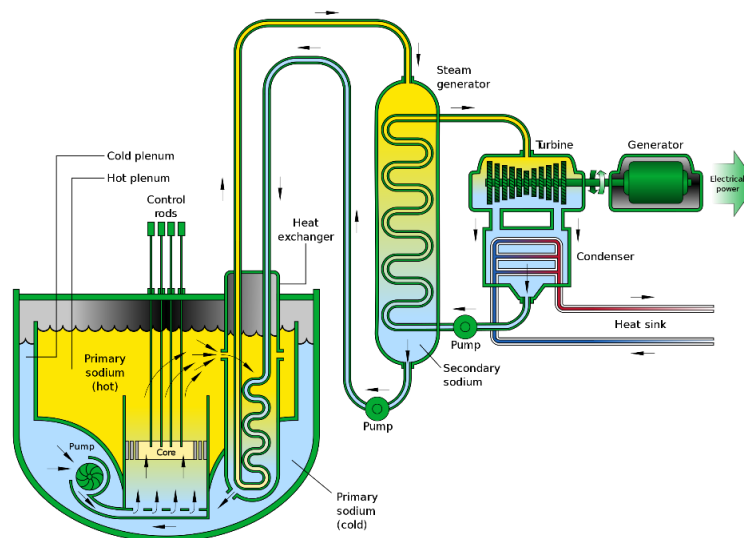 Steam
generator
Turbine
Generator
Electrical
power
Cold plenum
Hot plenum
Control
rods
Heat
exchanger
Condenser
Heat sink
Pump
Primary
sodium
(hot)
Secondary
sodium
Pump
Pump
Core
Primary
sodium
(cold)